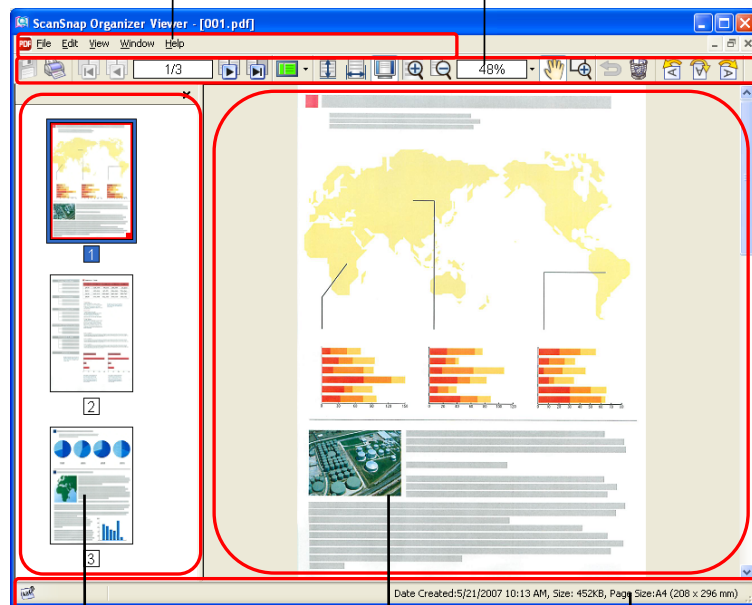 ScanSnap Organizer Viewer - [001.pdf]
PDF File Edit View Window Help
1/3 48%
1
2
3
Date Created:5/21/2007 10:13 AM, Size: 452KB, Page Size:A4 (208 x 296 mm)